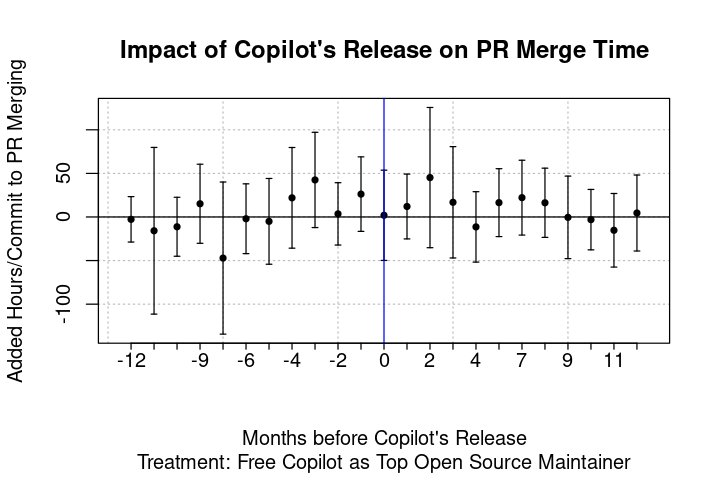 Impact of Copilot's Release on PR Merge Time
Added Hours/Commit to PR Merging
50
0
-100
-12 -9 -6 -4 -2 0 2 4 7 9 11
Months before Copilot's Release
Treatment: Free Copilot as Top Open Source Maintainer